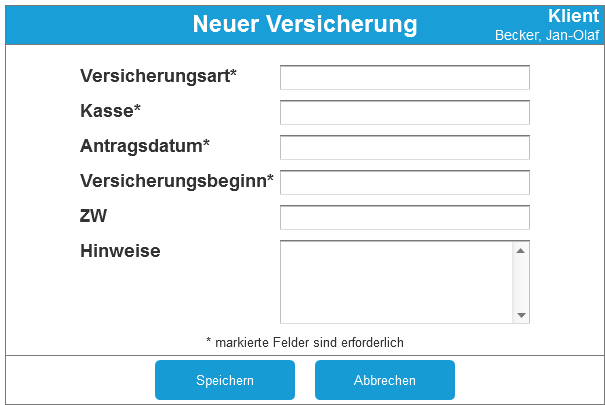 Neuer Versicherung
Klient
Becker, Jan-Olaf
Versicherungsart*
Kasse*
Antragsdatum*
Versicherungsbeginn*
ZW
Hinweise
* markierte Felder sind erforderlich
Speichern
Abbrechen